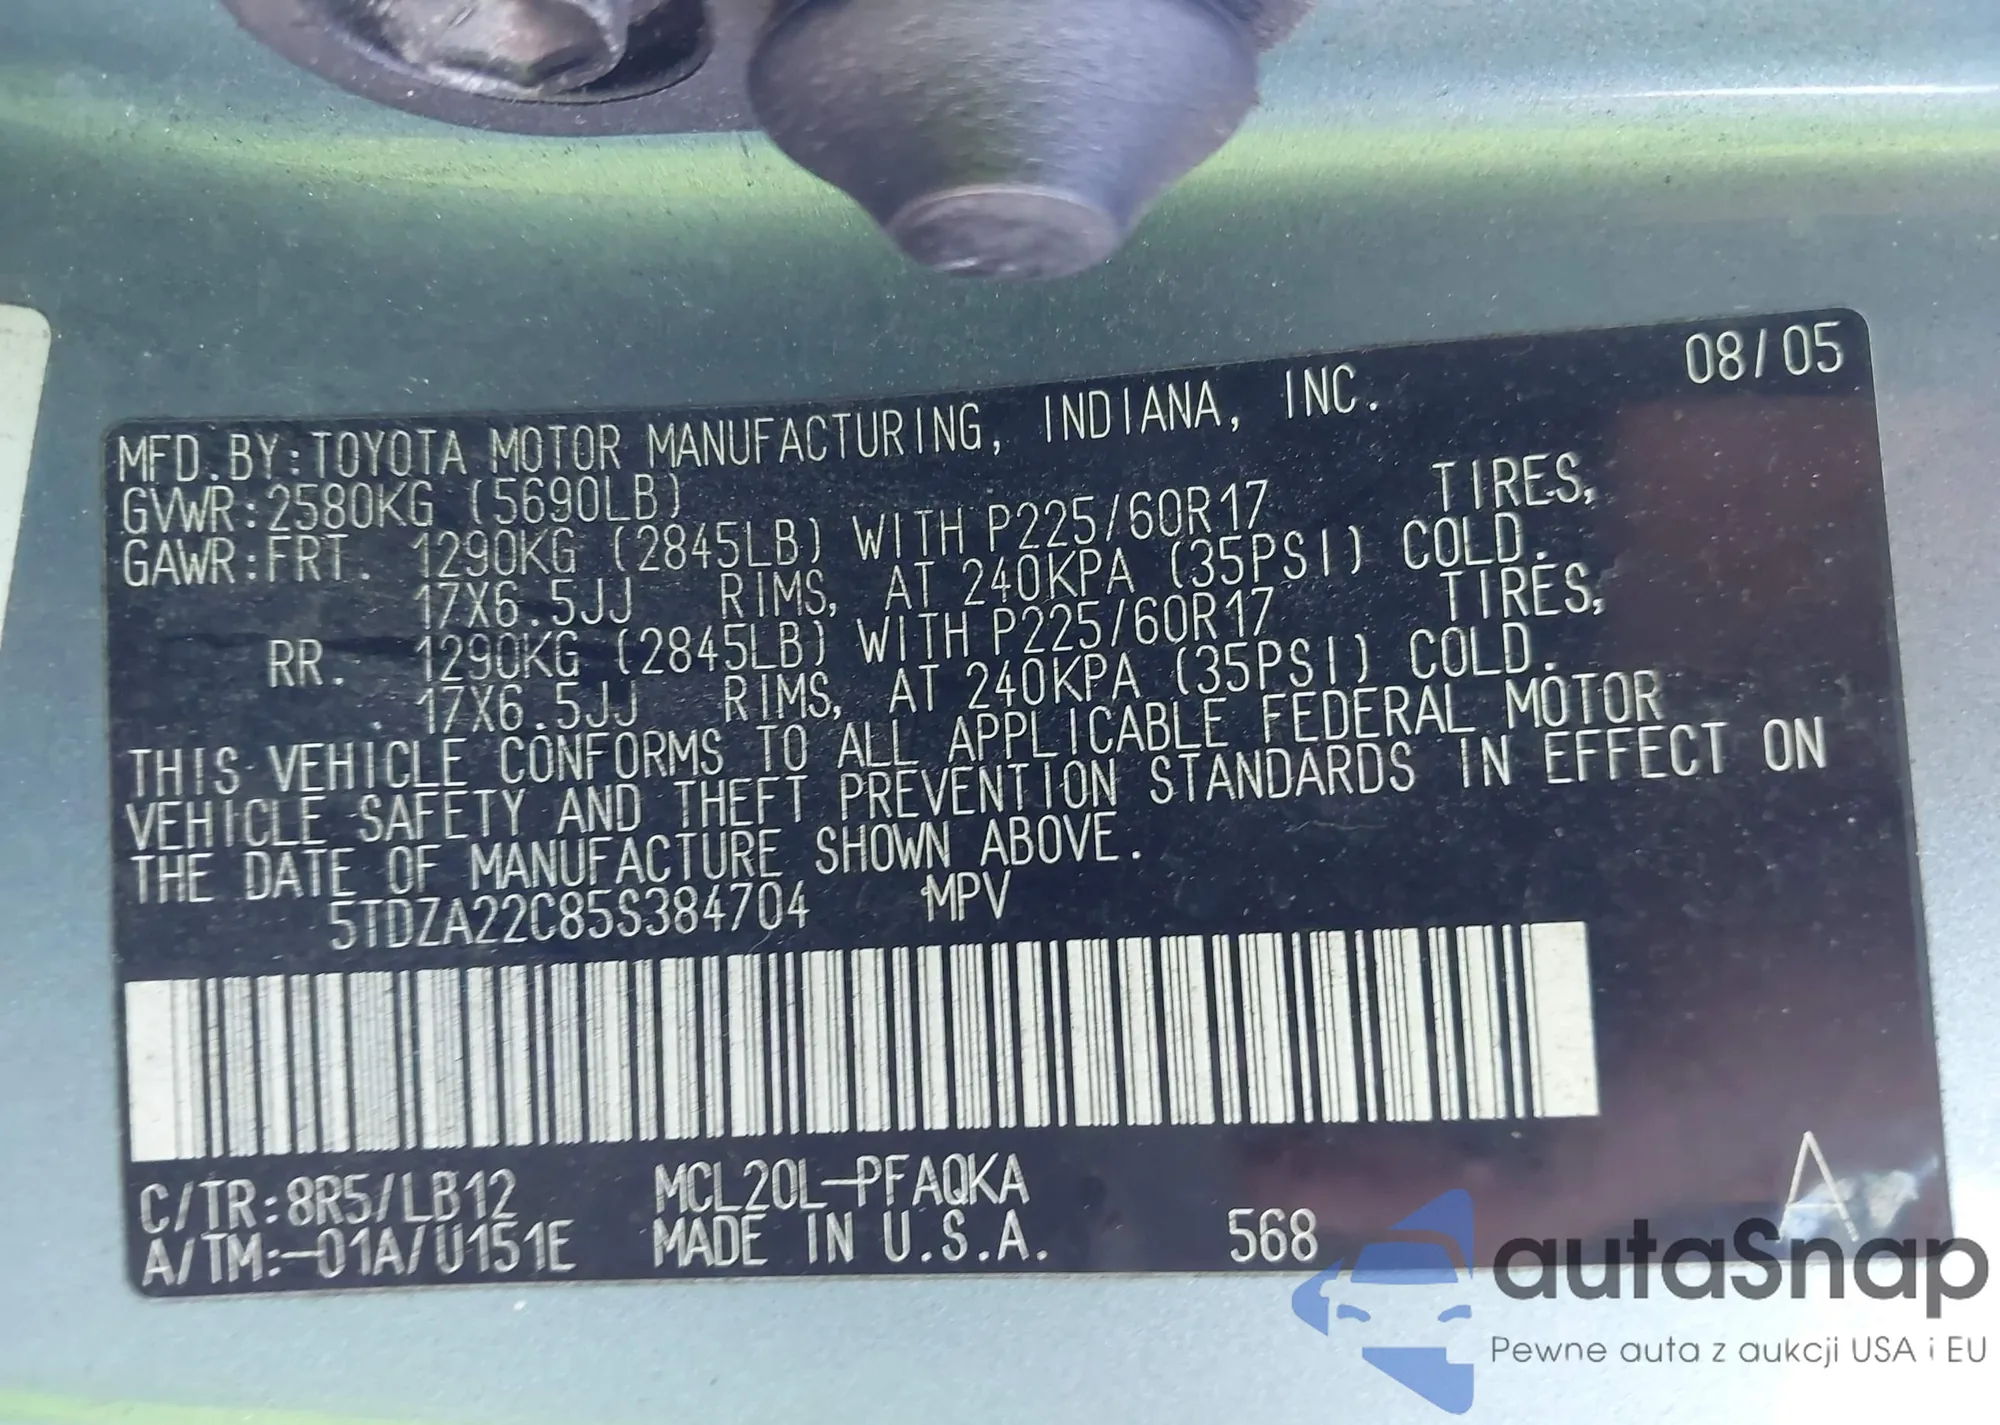 08/05
MFD.BY:TOYOTA MOTOR MANUFACTURING, INDIANA, INC.
GVWR:2580KG (5690LB)
GAWR:FRT. 1290KG (2845LB) WITH P225/60R17 TIRES,
17X6.5JJ RIMS, AT 240KPA (35PSI) COLD.
RR. 1290KG (2845LB) WITH P225/60R17 TIRES,
17X6.5JJ RIMS, AT 240KPA (35PSI) COLD.
THIS VEHICLE CONFORMS TO ALL APPLICABLE FEDERAL MOTOR
VEHICLE SAFETY AND THEFT PREVENTION STANDARDS IN EFFECT ON
THE DATE OF MANUFACTURE SHOWN ABOVE.
5TDZA22C85S384704 MPV
C/TR:8R5/LB12 MCL20L-PFAQKA
A/TM:-01A/U151E MADE IN U.S.A. 568
A
autaSnap
Pewne auta z aukcji USA i EU